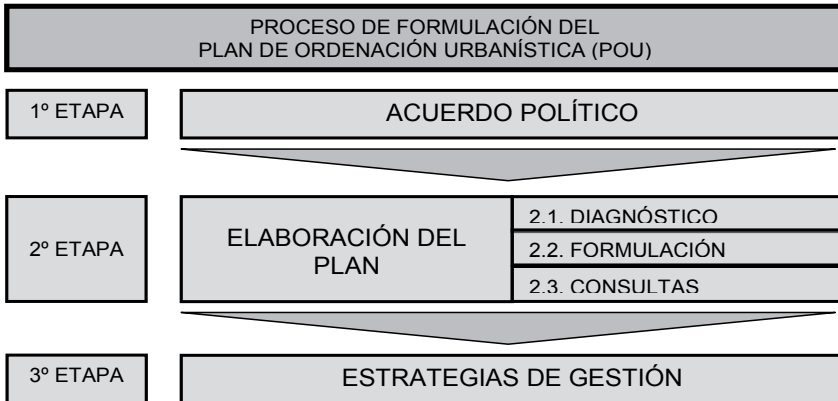 PROCESO DE FORMULACIÓN DEL
PLAN DE ORDENACIÓN URBANÍSTICA (POU)
1º ETAPA
ACUERDO POLÍTICO
2º ETAPA
ELABORACIÓN DEL
PLAN
2.1. DIAGNÓSTICO
2.2. FORMULACIÓN
2.3. CONSULTAS
3º ETAPA
ESTRATEGIAS DE GESTIÓN